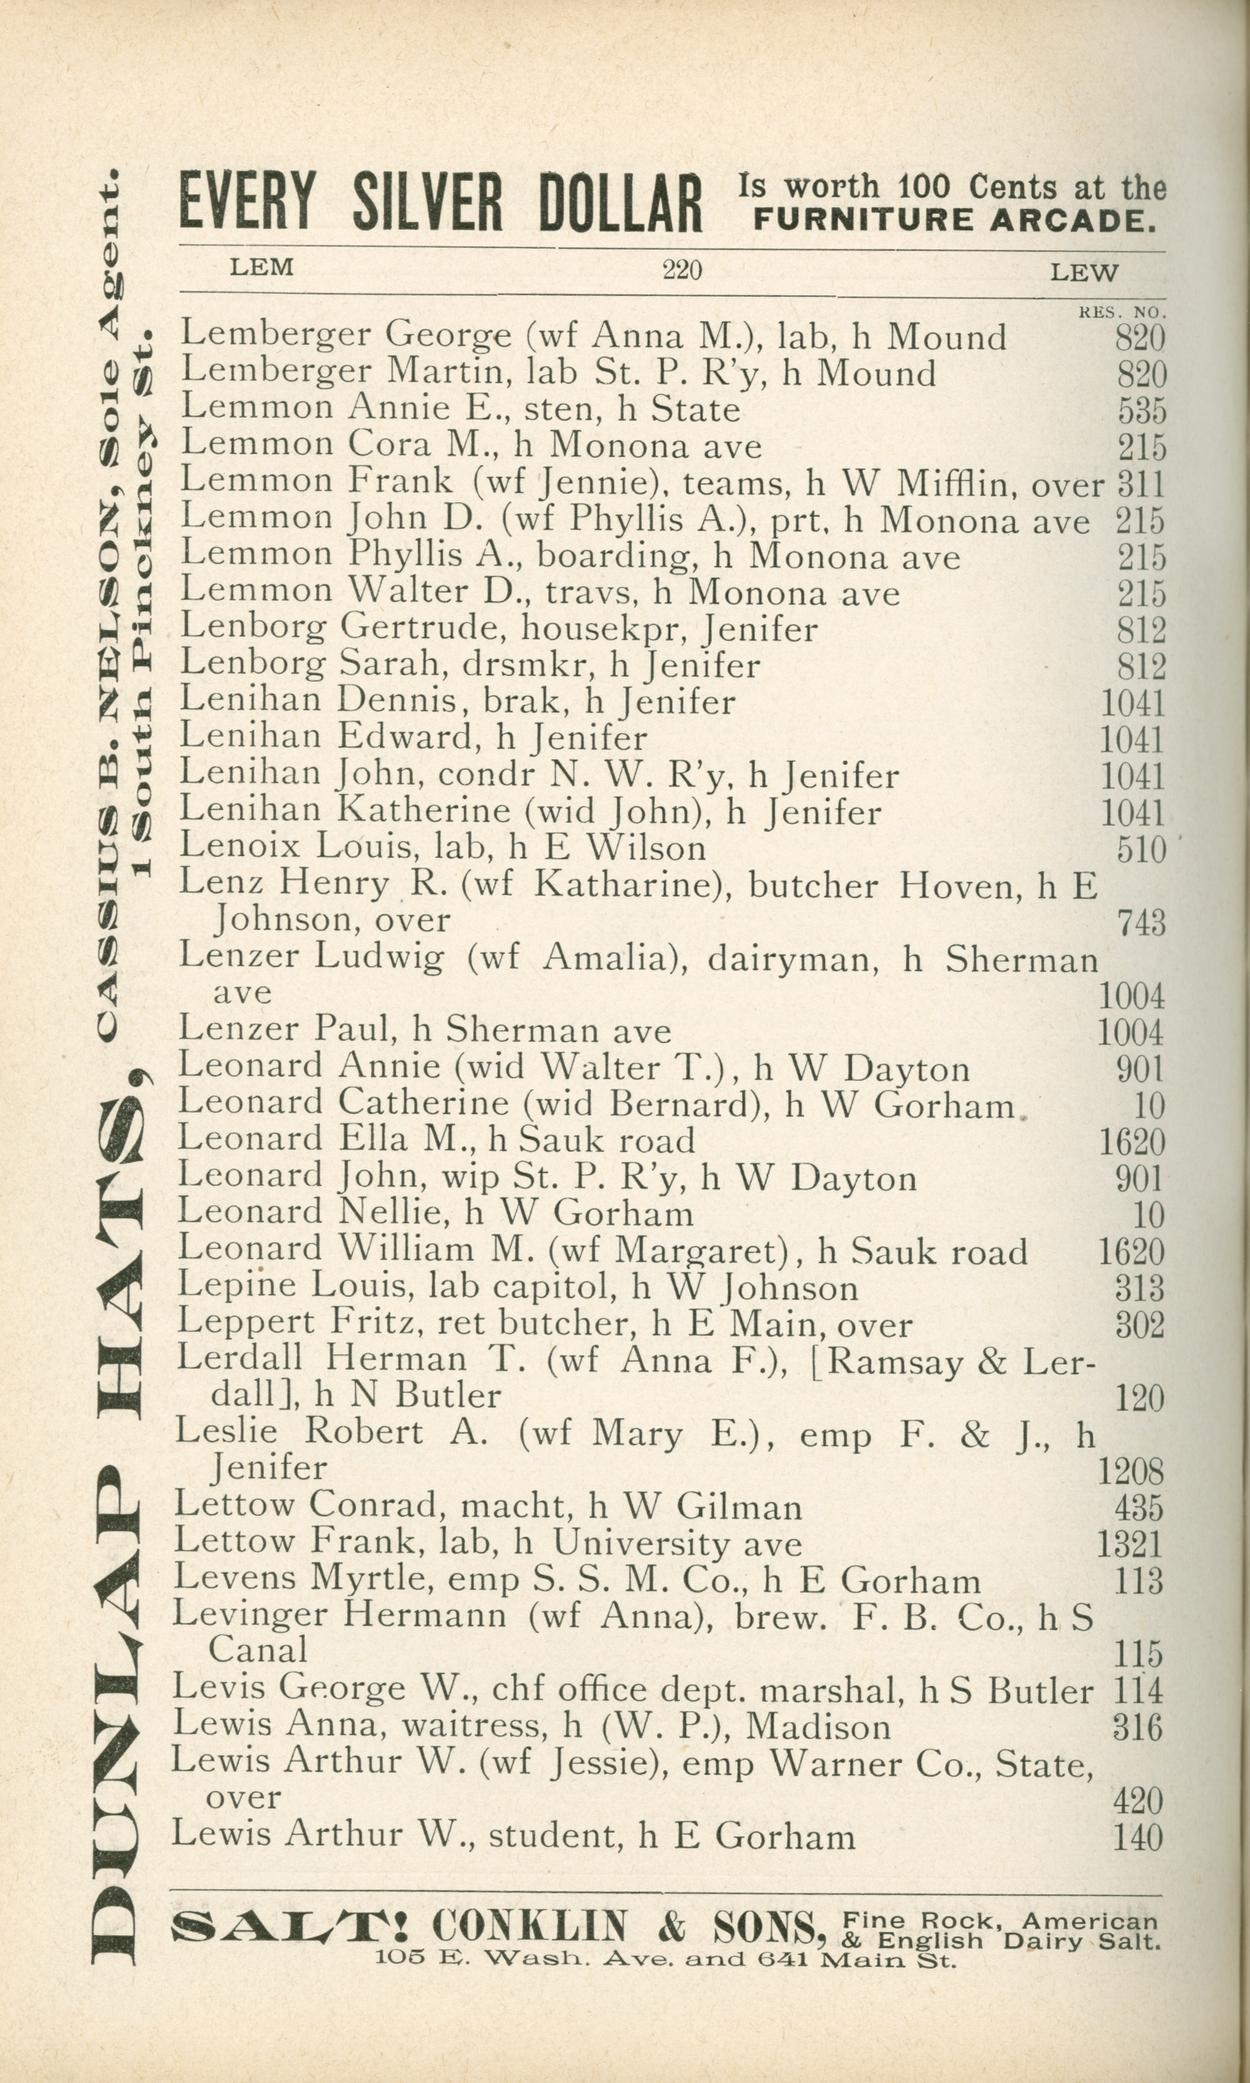 EVERY SILVER DOLLAR Is worth 100 Cents at the
FURNITURE ARCADE.
LEM 220 LEW
RES. NO.
Lemberger George (wf Anna M.), lab, h Mound 820
Lemberger Martin, lab St. P. R'y, h Mound 820
Lemmon Annie E., sten, h State 535
Lemmon Cora M., h Monona ave 215
Lemmon Frank (wf Jennie), teams, h W Mifflin, over 311
Lemmon John D. (wf Phyllis A.), prt, h Monona ave 215
Lemmon Phyllis A., boarding, h Monona ave 215
Lemmon Walter D., travs, h Monona ave 215
Lenborg Gertrude, housekpr, Jenifer 812
Lenborg Sarah, drsmkr, h Jenifer 812
Lenihan Dennis, brak, h Jenifer 1041
Lenihan Edward, h Jenifer 1041
Lenihan John, condr N. W. R'y, h Jenifer 1041
Lenihan Katherine (wid John), h Jenifer 1041
Lenoix Louis, lab, h E Wilson 510
Lenz Henry R. (wf Katharine), butcher Hoven, h E
Johnson, over 743
Lenzer Ludwig (wf Amalia), dairyman, h Sherman
ave 1004
Lenzer Paul, h Sherman ave 1004
Leonard Annie (wid Walter T.), h W Dayton 901
Leonard Catherine (wid Bernard), h W Gorham. 10
Leonard Ella M., h Sauk road 1620
Leonard John, wip St. P. R'y, h W Dayton 901
Leonard Nellie, h W Gorham 10
Leonard William M. (wf Margaret), h Sauk road 1620
Lepine Louis, lab capitol, h W Johnson 313
Leppert Fritz, ret butcher, h E Main, over 302
Lerdall Herman T. (wf Anna F.), [Ramsay & Ler-
dall], h N Butler 120
Leslie Robert A. (wf Mary E.), emp F. & J., h
Jenifer 1208
Lettow Conrad, macht, h W Gilman 435
Lettow Frank, lab, h University ave 1321
Levens Myrtle, emp S. S. M. Co., h E Gorham 113
Levinger Hermann (wf Anna), brew. F. B. Co., h S
Canal 115
Levis George W., chf office dept. marshal, h S Butler 114
Lewis Anna, waitress, h (W. P.), Madison 316
Lewis Arthur W. (wf Jessie), emp Warner Co., State,
over 420
Lewis Arthur W., student, h E Gorham 140
SALT! CONKLIN & SONS, Fine Rock, American
& English Dairy Salt.
105 E. Wash. Ave. and 641 Main St.
DUNLAP HATS, CASSIUS B. NELSON, Sole Agent.
1 South Pinckney St.